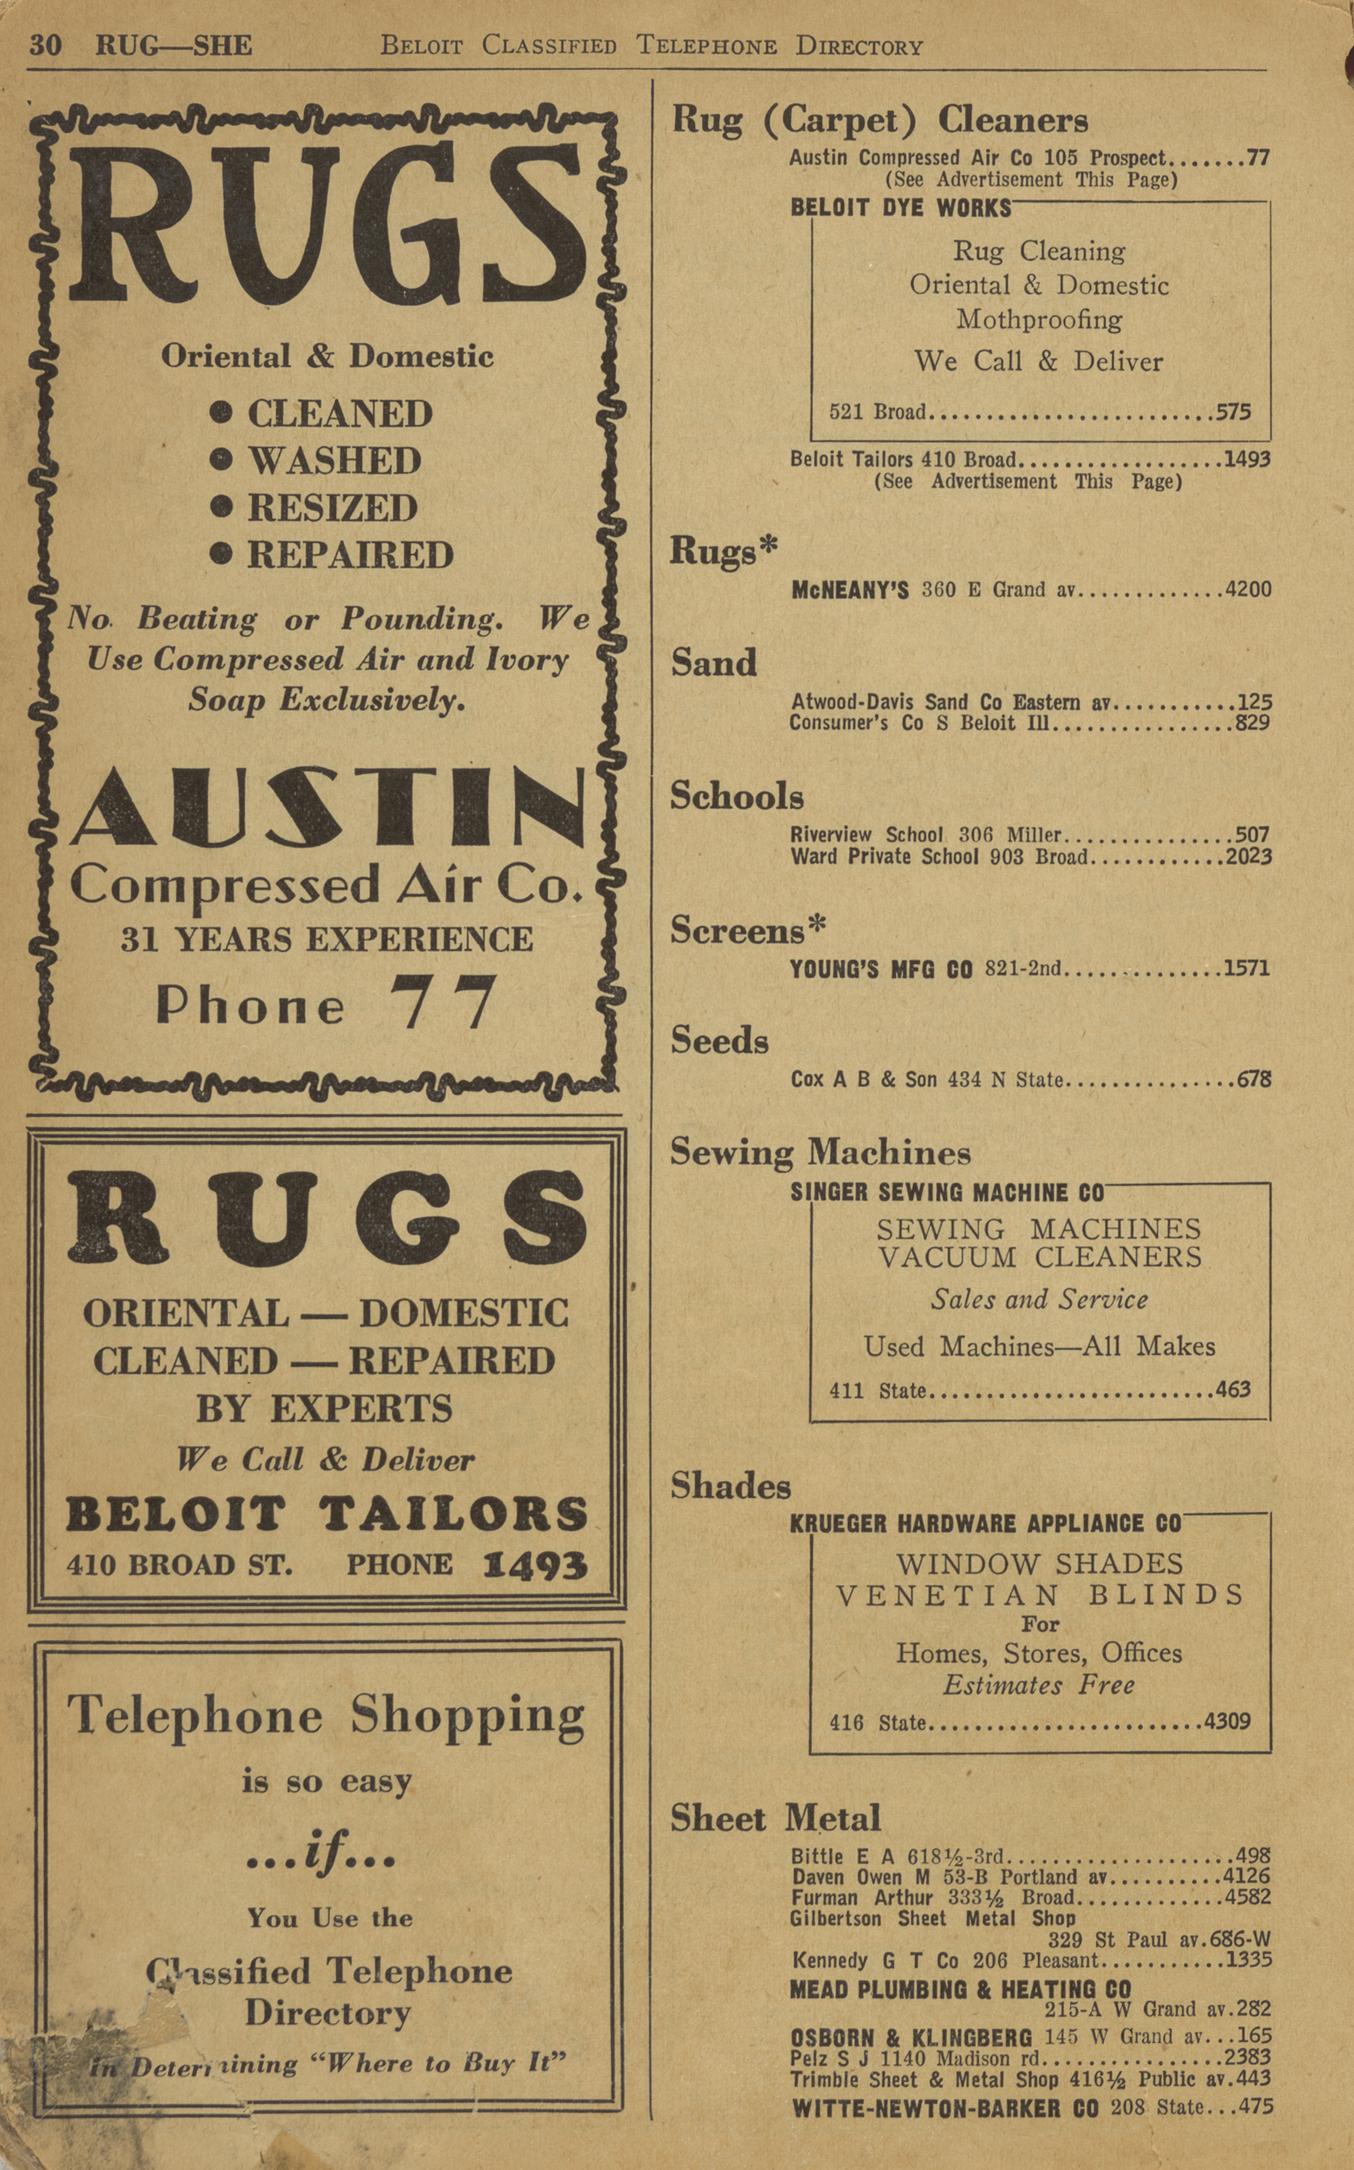 30 RUG—SHE BELOIT CLASSIFIED TELEPHONE DIRECTORY
RUGS
Oriental & Domestic
• CLEANED
• WASHED
• RESIZED
• REPAIRED
No. Beating or Pounding. We
Use Compressed Air and Ivory
Soap Exclusively.
AUSTIN
Compressed Air Co.
31 YEARS EXPERIENCE
Phone 77
RUGS
ORIENTAL — DOMESTIC
CLEANED — REPAIRED
BY EXPERTS
We Call & Deliver
BELOIT TAILORS
410 BROAD ST. PHONE 1493
Telephone Shopping
is so easy
...if...
You Use the
Classified Telephone
Directory
in Determining “Where to Buy It”
Rug (Carpet) Cleaners
Austin Compressed Air Co 105 Prospect.......77
(See Advertisement This Page)
BELOIT DYE WORKS
Rug Cleaning
Oriental & Domestic
Mothproofing
We Call & Deliver
521 Broad........................575
Beloit Tailors 410 Broad..................1493
(See Advertisement This Page)
Rugs*
McNEANY'S 360 E Grand av.............4200
Sand
Atwood-Davis Sand Co Eastern av...........125
Consumer's Co S Beloit Ill................829
Schools
Riverview School 306 Miller...............507
Ward Private School 903 Broad............2023
Screens*
YOUNG'S MFG CO 821-2nd..............1571
Seeds
Cox A B & Son 434 N State...............678
Sewing Machines
SINGER SEWING MACHINE CO
SEWING MACHINES
VACUUM CLEANERS
Sales and Service
Used Machines—All Makes
411 State........................463
Shades
KRUEGER HARDWARE APPLIANCE CO
WINDOW SHADES
VENETIAN BLINDS
For
Homes, Stores, Offices
Estimates Free
416 State.......................4309
Sheet Metal
Bittle E A 618½-3rd....................498
Daven Owen M 53-B Portland av..........4126
Furman Arthur 333½ Broad.............4582
Gilbertson Sheet Metal Shop
329 St Paul av.686-W
Kennedy G T Co 206 Pleasant...........1335
MEAD PLUMBING & HEATING CO
215-A W Grand av.282
OSBORN & KLINGBERG 145 W Grand av...165
Pelz S J 1140 Madison rd................2383
Trimble Sheet & Metal Shop 416½ Public av.443
WITTE-NEWTON-BARKER CO 208 State...475